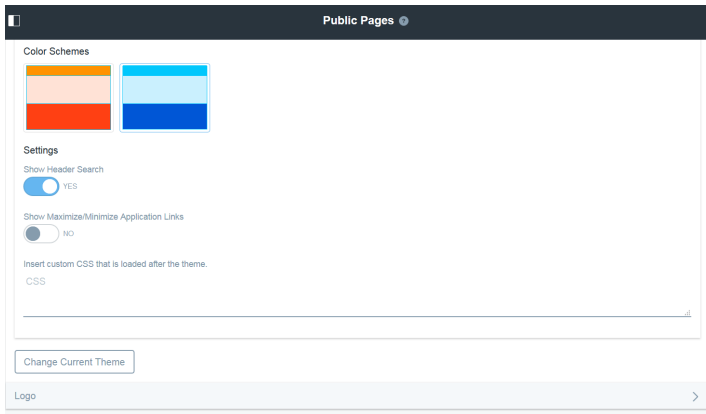 Public Pages ?
Color Schemes
Settings
Show Header Search
YES
Show Maximize/Minimize Application Links
NO
Insert custom CSS that is loaded after the theme.
CSS
Change Current Theme
Logo